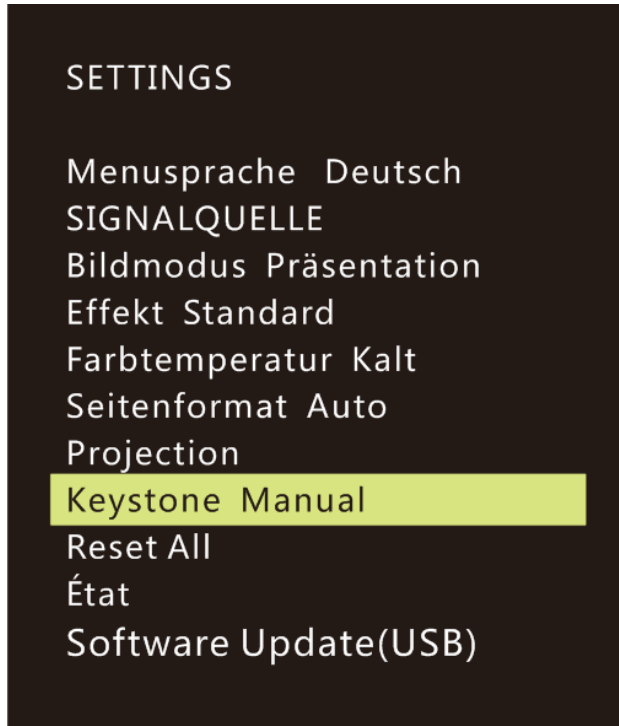 SETTINGS
Menusprache Deutsch
SIGNALQUELLE
Bildmodus Präsentation
Effekt Standard
Farbtemperatur Kalt
Seitenformat Auto
Projection
Keystone Manual
Reset All
État
Software Update(USB)